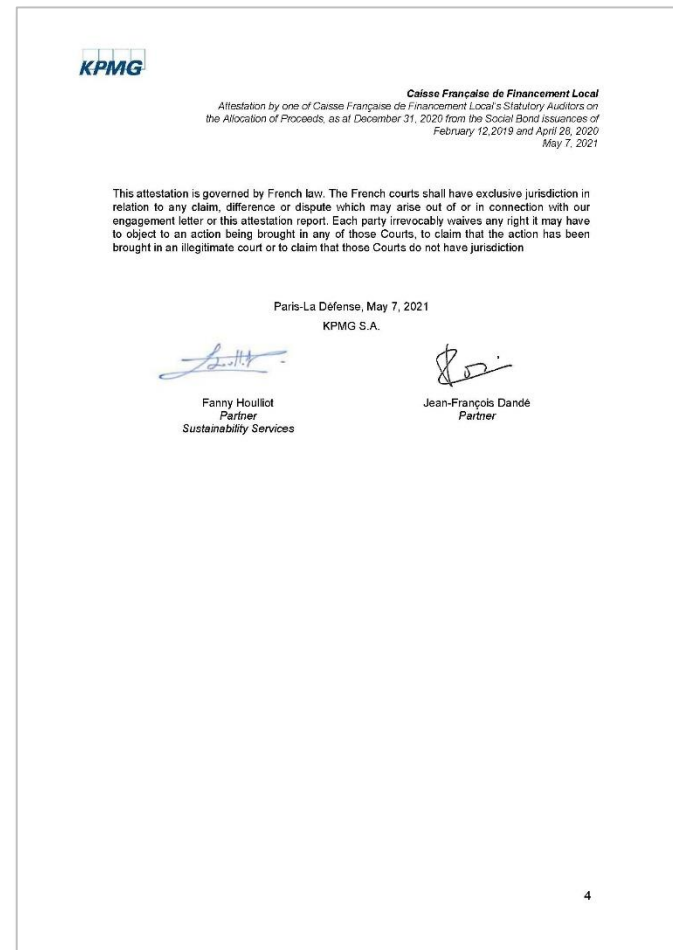 KPMG
Caisse Française de Financement Local
Attestation by one of Caisse Française de Financement Local's Statutory Auditors on
the Allocation of Proceeds, as at December 31, 2020 from the Social Bond issuances of
February 12,2019 and April 28, 2020
May 7, 2021
This attestation is governed by French law. The French courts shall have exclusive jurisdiction in
relation to any claim, difference or dispute which may arise out of or in connection with our
engagement letter or this attestation report. Each party irrevocably waives any right it may have
to object to an action being brought in any of those Courts, to claim that the action has been
brought in an illegitimate court or to claim that those Courts do not have jurisdiction
Paris-La Défense, May 7, 2021
KPMG S.A.
Fanny Houlliot
Partner
Sustainability Services
Jean-François Dandé
Partner
4